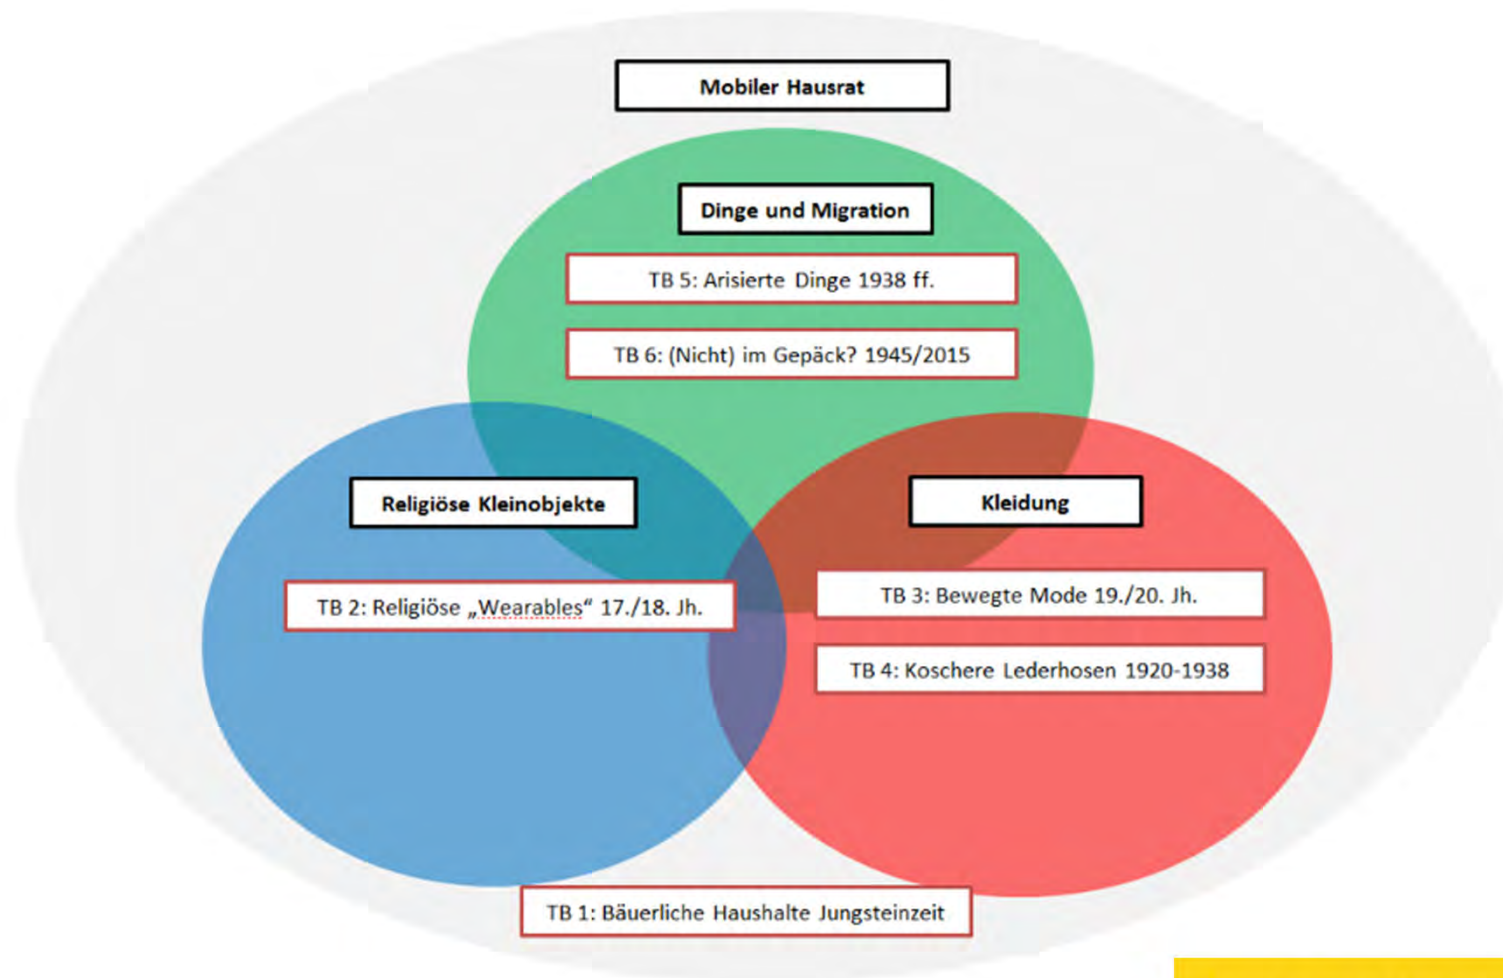 Mobiler Hausrat
Dinge und Migration
TB 5: Arisierte Dinge 1938 ff.
TB 6: (Nicht) im Gepäck? 1945/2015
Religiöse Kleinobjekte
Kleidung
TB 2: Religiöse „Wearables“ 17./18. Jh.
TB 3: Bewegte Mode 19./20. Jh.
TB 4: Koschere Lederhosen 1920-1938
TB 1: Bäuerliche Haushalte Jungsteinzeit